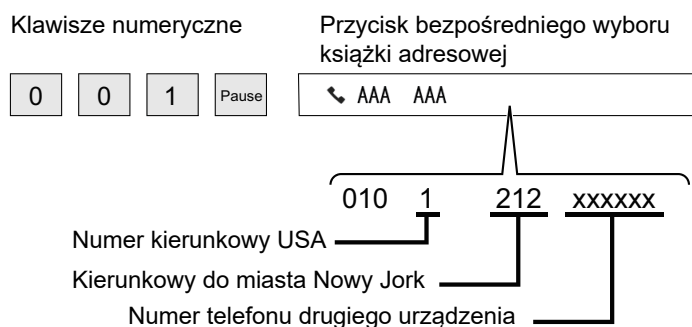 Klawisze numeryczne
Przycisk bezpośredniego wyboru
książki adresowej
0 0 1 Pause
AAA AAA
010 1 212 xxxxxx
Numer kierunkowy USA
Kierunkowy do miasta Nowy Jork
Numer telefonu drugiego urządzenia